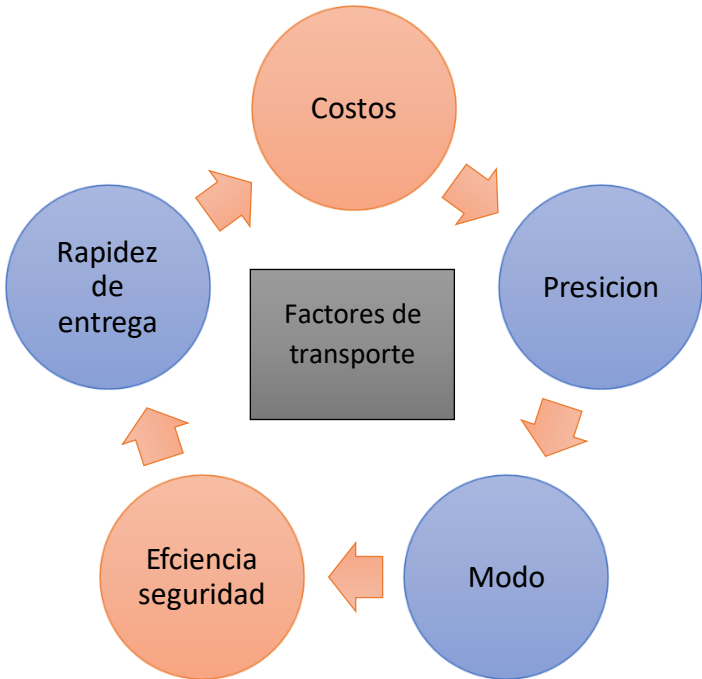 Costos
Presicion
Modo
Efciencia
seguridad
Rapidez
de
entrega
Factores de
transporte